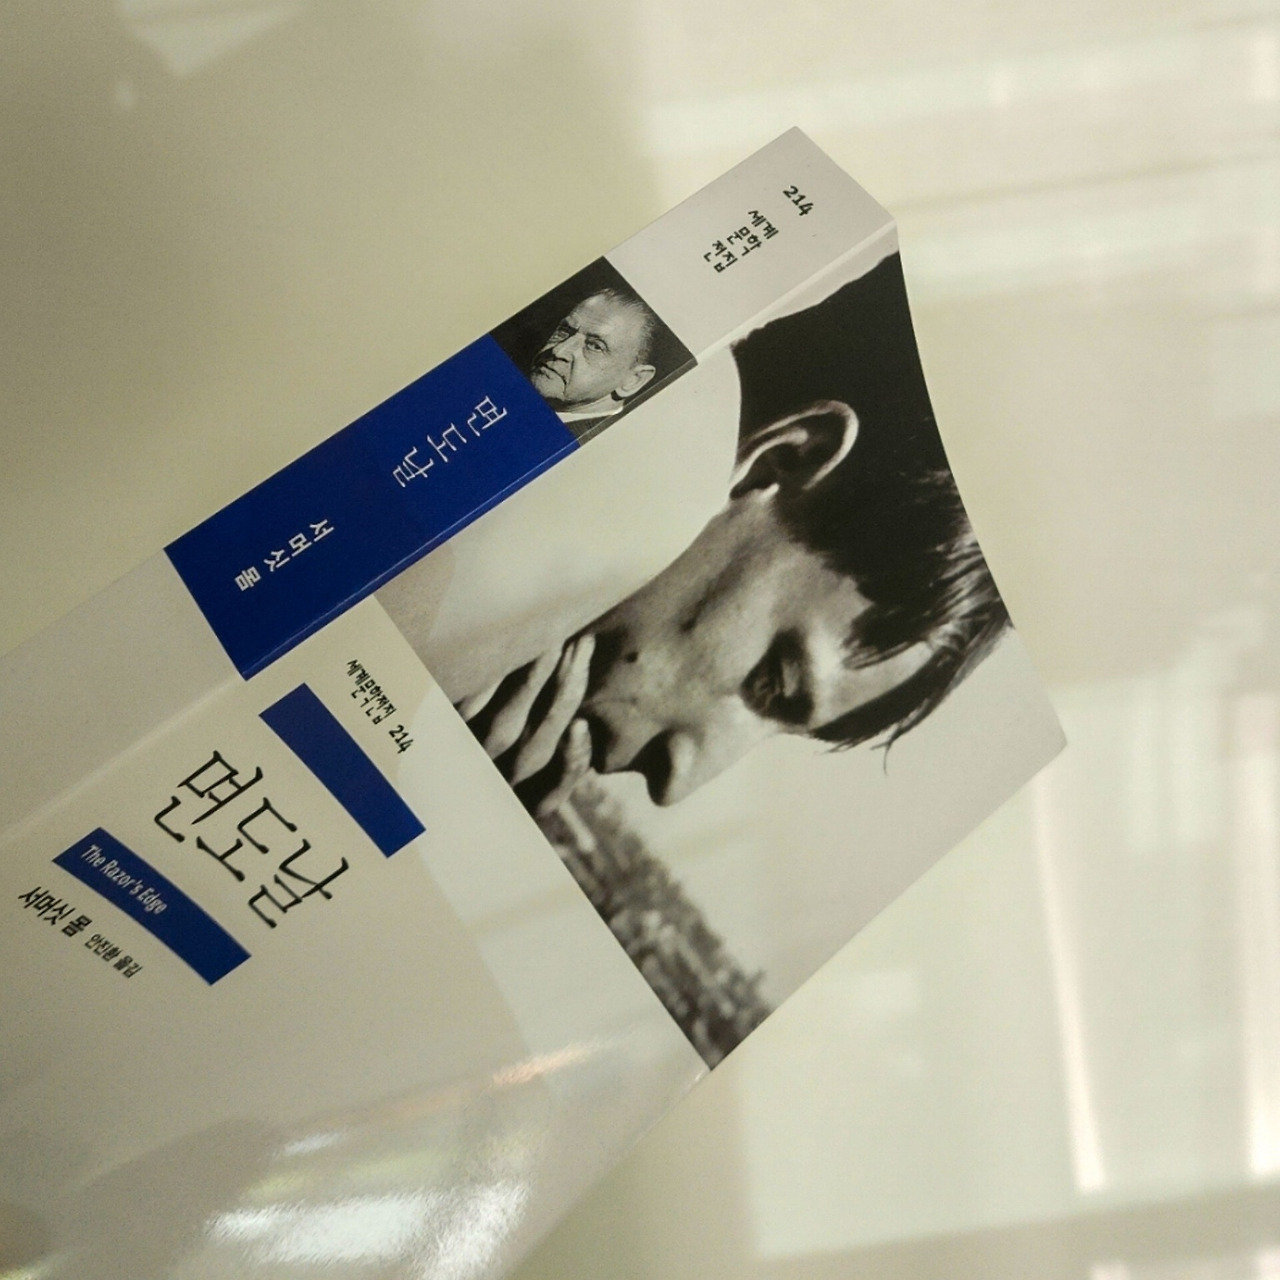 214
세계
문학
전집
면도날
서머싯 몸
세계문학전집 214
면도날
The Razor's Edge
서머싯 몸 안진환 옮김